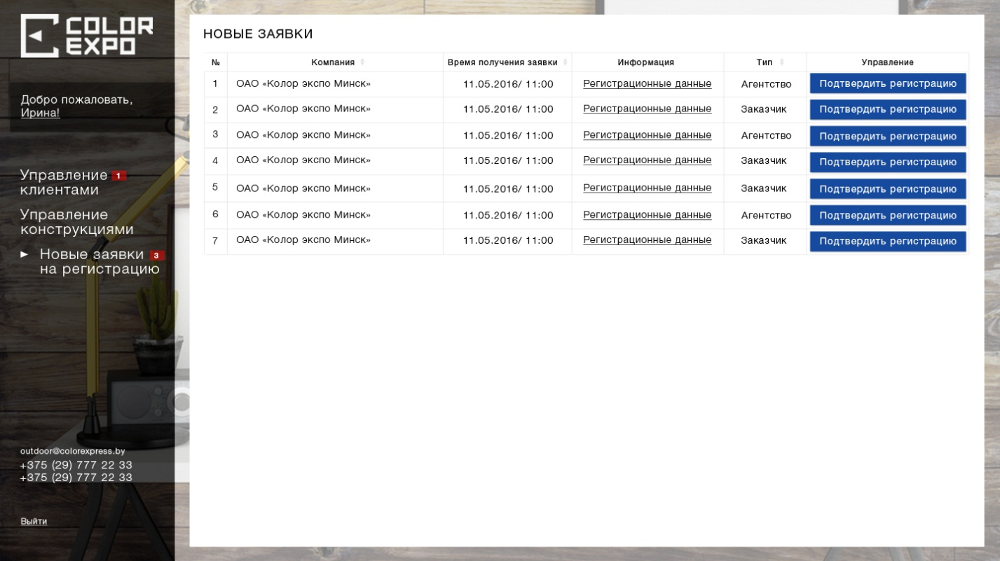 COLOR
EXPO
Добро пожаловать,
Ирина!
Управление 1
клиентами
Управление
конструкциями
Новые заявки 3
на регистрацию
outdoor@colorexpress.by
+375 (29) 777 22 33
+375 (29) 777 22 33
Выйти
НОВЫЕ ЗАЯВКИ
№ Компания Время получения заявки Информация Тип Управление
1 ОАО «Колор экспо Минск» 11.05.2016/ 11:00 Регистрационные данные Агентство Подтвердить регистрацию
2 ОАО «Колор экспо Минск» 11.05.2016/ 11:00 Регистрационные данные Заказчик Подтвердить регистрацию
3 ОАО «Колор экспо Минск» 11.05.2016/ 11:00 Регистрационные данные Агентство Подтвердить регистрацию
4 ОАО «Колор экспо Минск» 11.05.2016/ 11:00 Регистрационные данные Заказчик Подтвердить регистрацию
5 ОАО «Колор экспо Минск» 11.05.2016/ 11:00 Регистрационные данные Заказчик Подтвердить регистрацию
6 ОАО «Колор экспо Минск» 11.05.2016/ 11:00 Регистрационные данные Агентство Подтвердить регистрацию
7 ОАО «Колор экспо Минск» 11.05.2016/ 11:00 Регистрационные данные Заказчик Подтвердить регистрацию